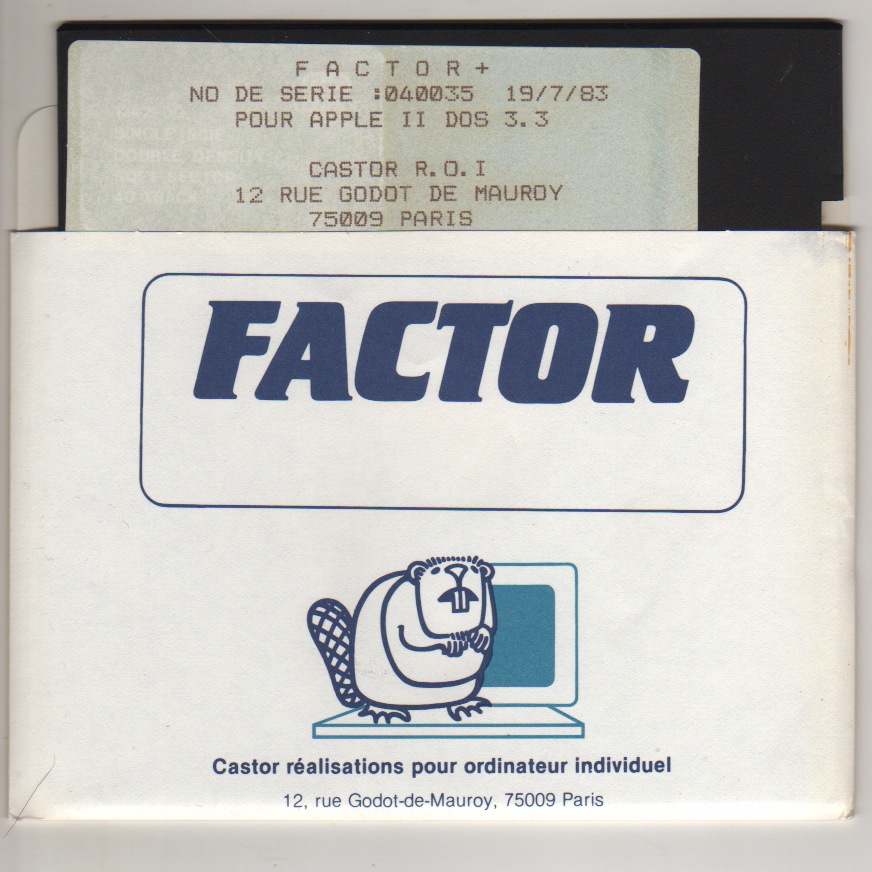 F A C T O R +
NO DE SERIE :040035 19/7/83
POUR APPLE II DOS 3.3
CASTOR R.O.I
12 RUE GODOT DE MAUROY
75009 PARIS
FACTOR
Castor réalisations pour ordinateur individuel
12, rue Godot-de-Mauroy, 75009 Paris